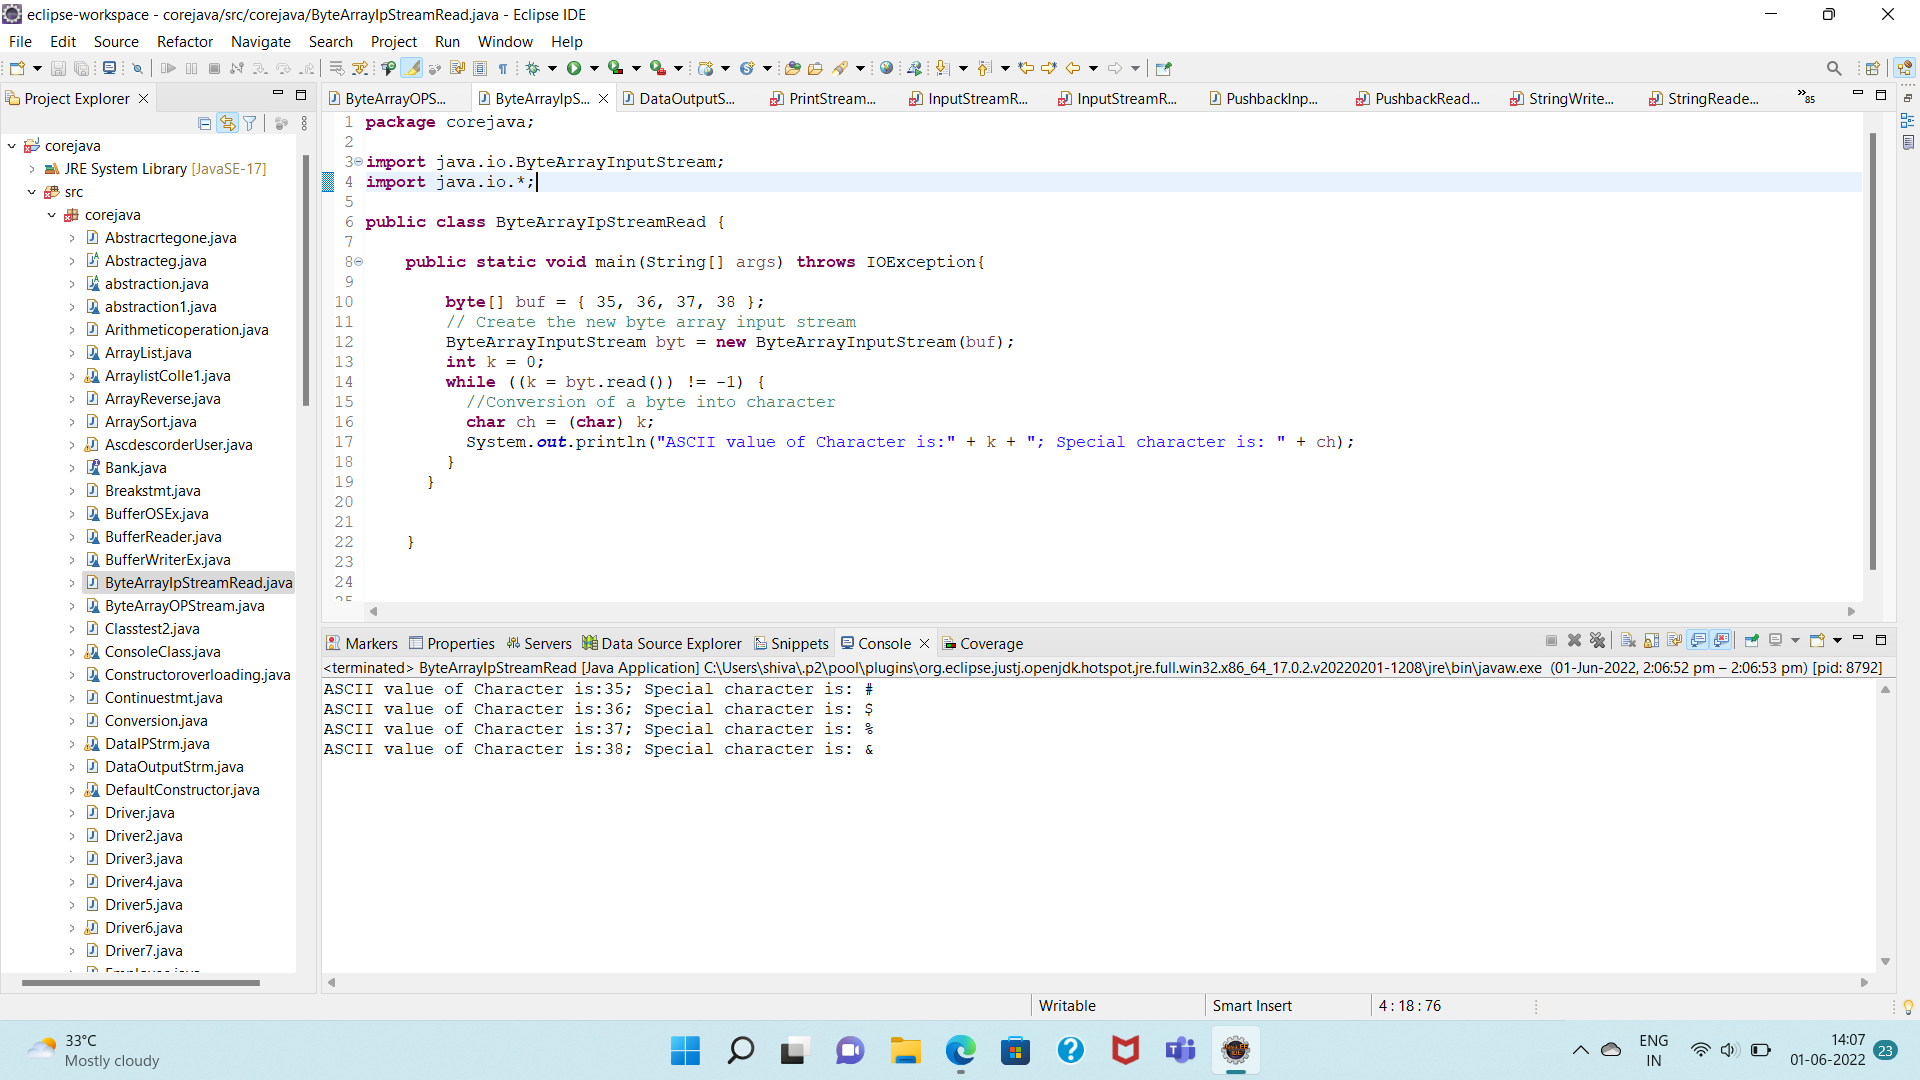 eclipse-workspace - corejava/src/corejava/ByteArrayIpStreamRead.java - Eclipse IDE
File Edit Source Refactor Navigate Search Project Run Window Help
Project Explorer
ByteArrayOPS... ByteArrayIpS... DataOutputS... PrintStream... InputStreamR... InputStreamR... PushbackInp... PushbackRead... StringWrite... StringReade... »85
corejava
JRE System Library [JavaSE-17]
src
corejava
Abstracrtegone.java
Abstracteg.java
abstraction.java
abstraction1.java
Arithmeticoperation.java
ArrayList.java
ArraylistColle1.java
ArrayReverse.java
ArraySort.java
AscdescorderUser.java
Bank.java
Breakstmt.java
BufferOSEx.java
BufferReader.java
BufferWriterEx.java
ByteArrayIpStreamRead.java
ByteArrayOPStream.java
Classtest2.java
ConsoleClass.java
Constructoroverloading.java
Continuestmt.java
Conversion.java
DataIPStrm.java
DataOutputStrm.java
DefaultConstructor.java
Driver.java
Driver2.java
Driver3.java
Driver4.java
Driver5.java
Driver6.java
Driver7.java
1 package corejava;
2
3 import java.io.ByteArrayInputStream;
4 import java.io.*;
5
6 public class ByteArrayIpStreamRead {
7
8 public static void main(String[] args) throws IOException{
9
10 byte[] buf = { 35, 36, 37, 38 };
11 // Create the new byte array input stream
12 ByteArrayInputStream byt = new ByteArrayInputStream(buf);
13 int k = 0;
14 while ((k = byt.read()) != -1) {
15 //Conversion of a byte into character
16 char ch = (char) k;
17 System.out.println("ASCII value of Character is:" + k + "; Special character is: " + ch);
18 }
19 }
20
21
22 }
23
24
25
Markers Properties Servers Data Source Explorer Snippets Console Coverage
<terminated> ByteArrayIpStreamRead [Java Application] C:\Users\shiva\.p2\pool\plugins\org.eclipse.justj.openjdk.hotspot.jre.full.win32.x86_64_17.0.2.v20220201-1208\jre\bin\javaw.exe (01-Jun-2022, 2:06:52 pm – 2:06:53 pm) [pid: 8792]
ASCII value of Character is:35; Special character is: #
ASCII value of Character is:36; Special character is: $
ASCII value of Character is:37; Special character is: %
ASCII value of Character is:38; Special character is: &
Writable Smart Insert 4 : 18 : 76
33°C
Mostly cloudy
ENG
IN
14:07
01-06-2022
23